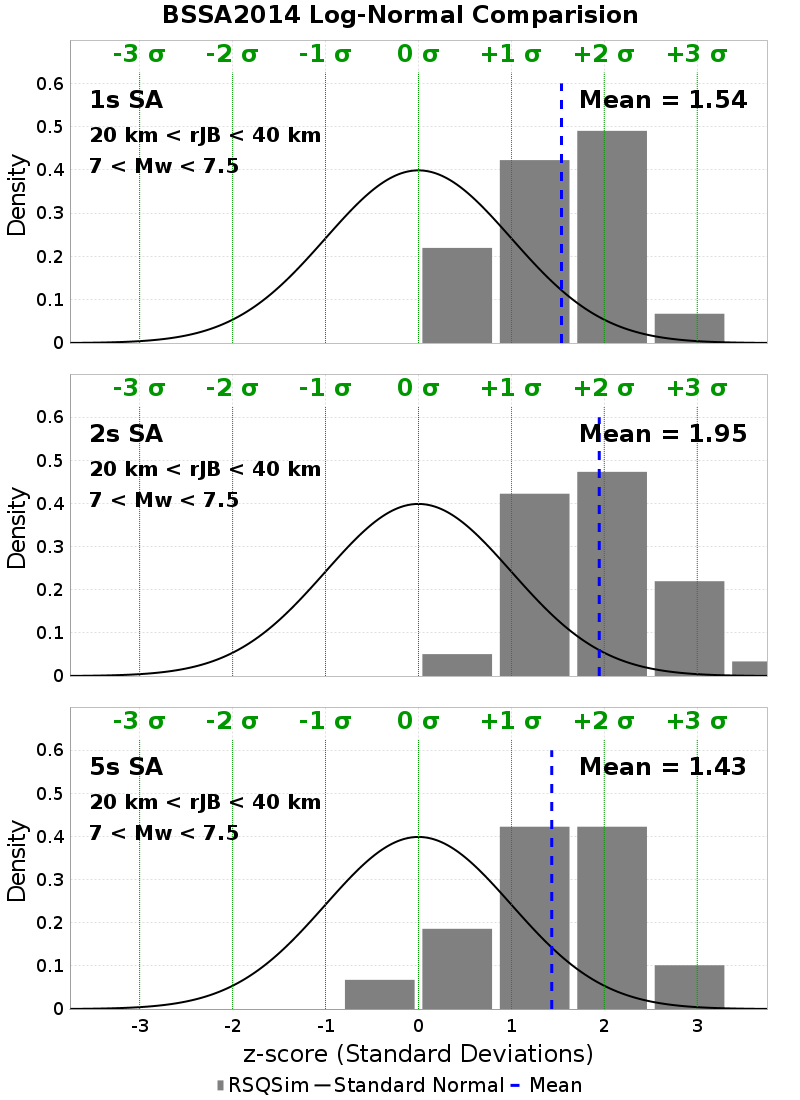 BSSA2014 Log-Normal Comparision
-3 σ -2 σ -1 σ 0 σ +1 σ +2 σ +3 σ
1s SA
Mean = 1.54
20 km < rJB < 40 km
7 < Mw < 7.5
Density
0.6
0.5
0.4
0.3
0.2
0.1
0
-3 σ -2 σ -1 σ 0 σ +1 σ +2 σ +3 σ
2s SA
Mean = 1.95
20 km < rJB < 40 km
7 < Mw < 7.5
Density
0.6
0.5
0.4
0.3
0.2
0.1
0
-3 σ -2 σ -1 σ 0 σ +1 σ +2 σ +3 σ
5s SA
Mean = 1.43
20 km < rJB < 40 km
7 < Mw < 7.5
Density
0.6
0.5
0.4
0.3
0.2
0.1
0
-3 -2 -1 0 1 2 3
z-score (Standard Deviations)
RSQSim Standard Normal Mean